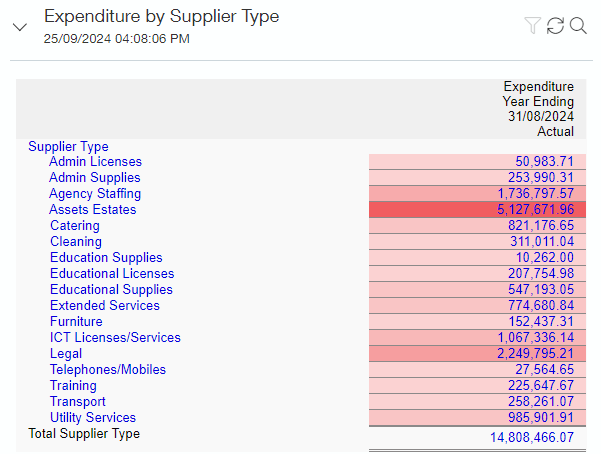 Expenditure by Supplier Type
25/09/2024 04:08:06 PM
Expenditure
Year Ending
31/08/2024
Actual
Supplier Type
Admin Licenses 50,983.71
Admin Supplies 253,990.31
Agency Staffing 1,736,797.57
Assets Estates 5,127,671.96
Catering 821,176.65
Cleaning 311,011.04
Education Supplies 10,262.00
Educational Licenses 207,754.98
Educational Supplies 547,193.05
Extended Services 774,680.84
Furniture 152,437.31
ICT Licenses/Services 1,067,336.14
Legal 2,249,795.21
Telephones/Mobiles 27,564.65
Training 225,647.67
Transport 258,261.07
Utility Services 985,901.91
Total Supplier Type 14,808,466.07